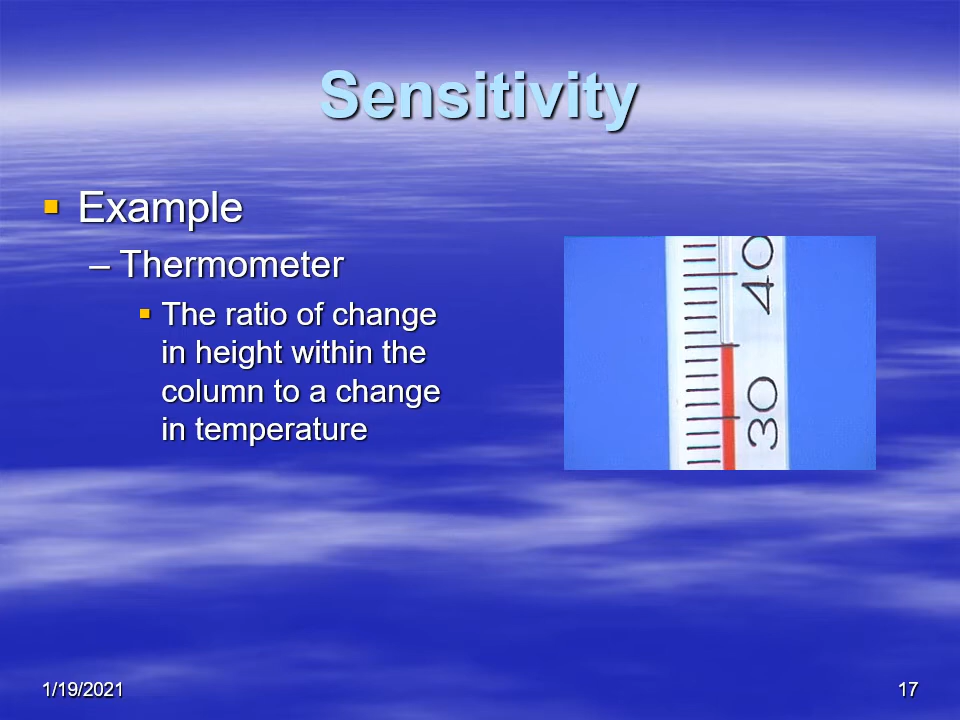 Sensitivity
▪ Example
– Thermometer
▪ The ratio of change
in height within the
column to a change
in temperature
40
30
1/19/2021
17